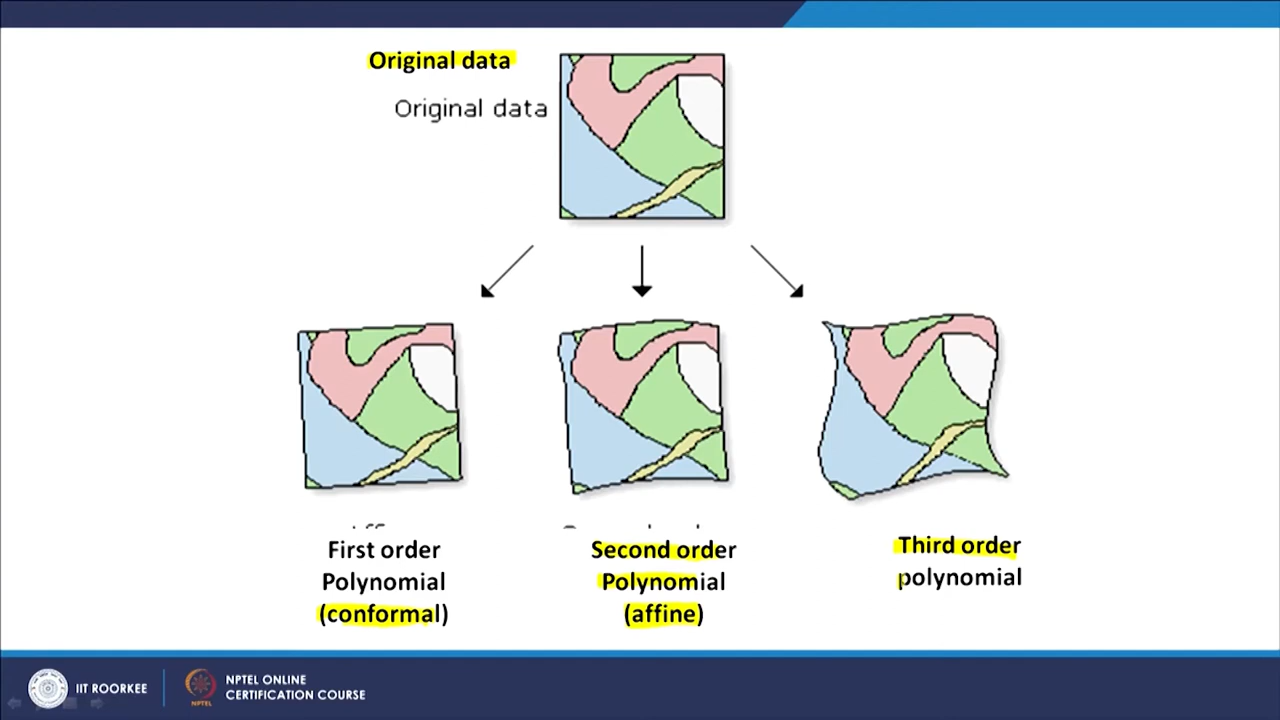 Original data
Original data
First order
Polynomial
(conformal)
Second order
Polynomial
(affine)
Third order
polynomial
IIT ROORKEE
NPTEL
NPTEL ONLINE
CERTIFICATION COURSE